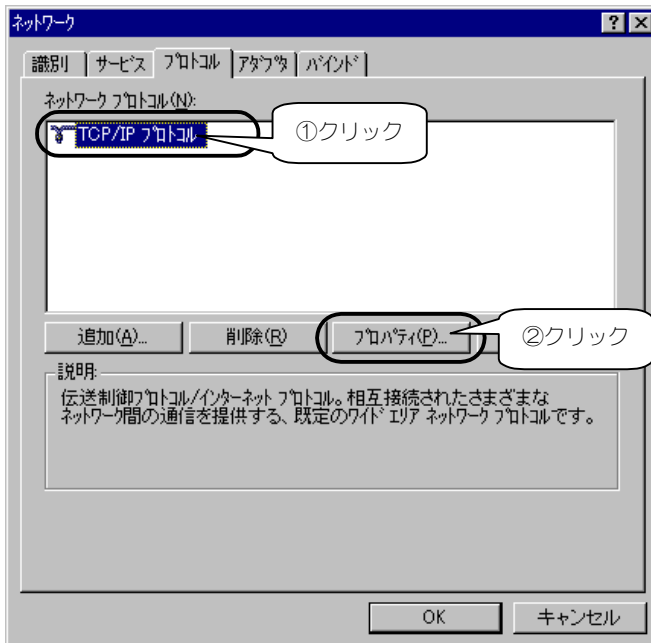 ネットワーク
識別 サービス プロトコル アダプタ バインド
ネットワーク プロトコル(N):
TCP/IP プロトコル
①クリック
追加(A)... 削除(R) プロパティ(P)...
②クリック
説明:
伝送制御プロトコル/インターネット プロトコル。相互接続されたさまざまな
ネットワーク間の通信を提供する、既定のワイド エリア ネットワーク プロトコルです。
OK キャンセル